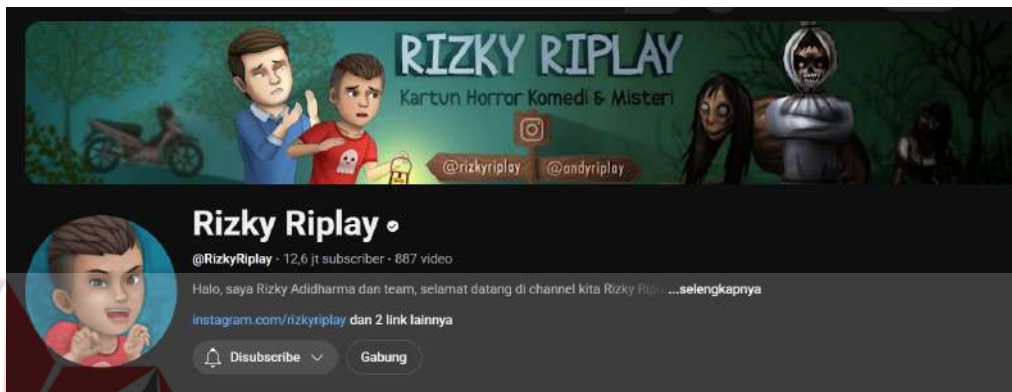 RIZKY RIPLAY
Kartun Horror Komedi & Misteri
@rizkyriplay @andyriplay
Rizky Riplay
@RizkyRiplay · 12,6 jt subscriber · 887 video
Halo, saya Rizky Adidharma dan team, selamat datang di channel kita Rizky ...selengkapnya
instagram.com/rizkyriplay dan 2 link lainnya
Disubscribe
Gabung